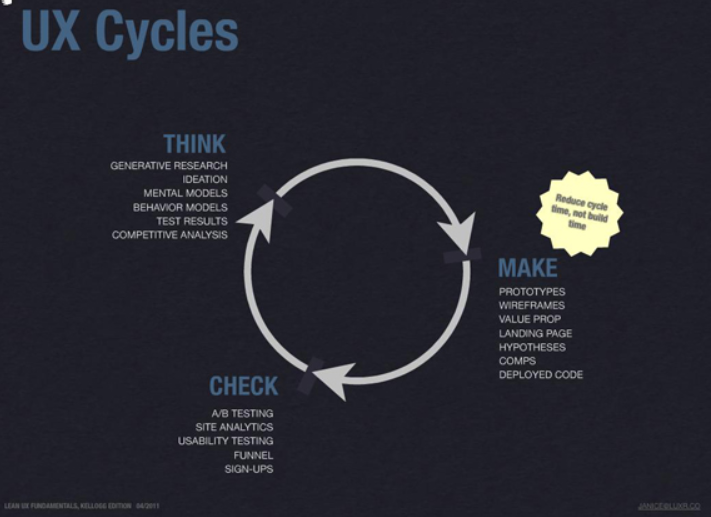 UX Cycles
THINK
GENERATIVE RESEARCH
IDEATION
MENTAL MODELS
BEHAVIOR MODELS
TEST RESULTS
COMPETITIVE ANALYSIS
Reduce cycle
time, not build
time
MAKE
PROTOTYPES
WIREFRAMES
VALUE PROP
LANDING PAGE
HYPOTHESES
COMPS
DEPLOYED CODE
CHECK
A/B TESTING
SITE ANALYTICS
USABILITY TESTING
FUNNEL
SIGN-UPS
LEAN UX FUNDAMENTALS, KELLOGG EDITION 04/2011
JANICE@LUXR.CO